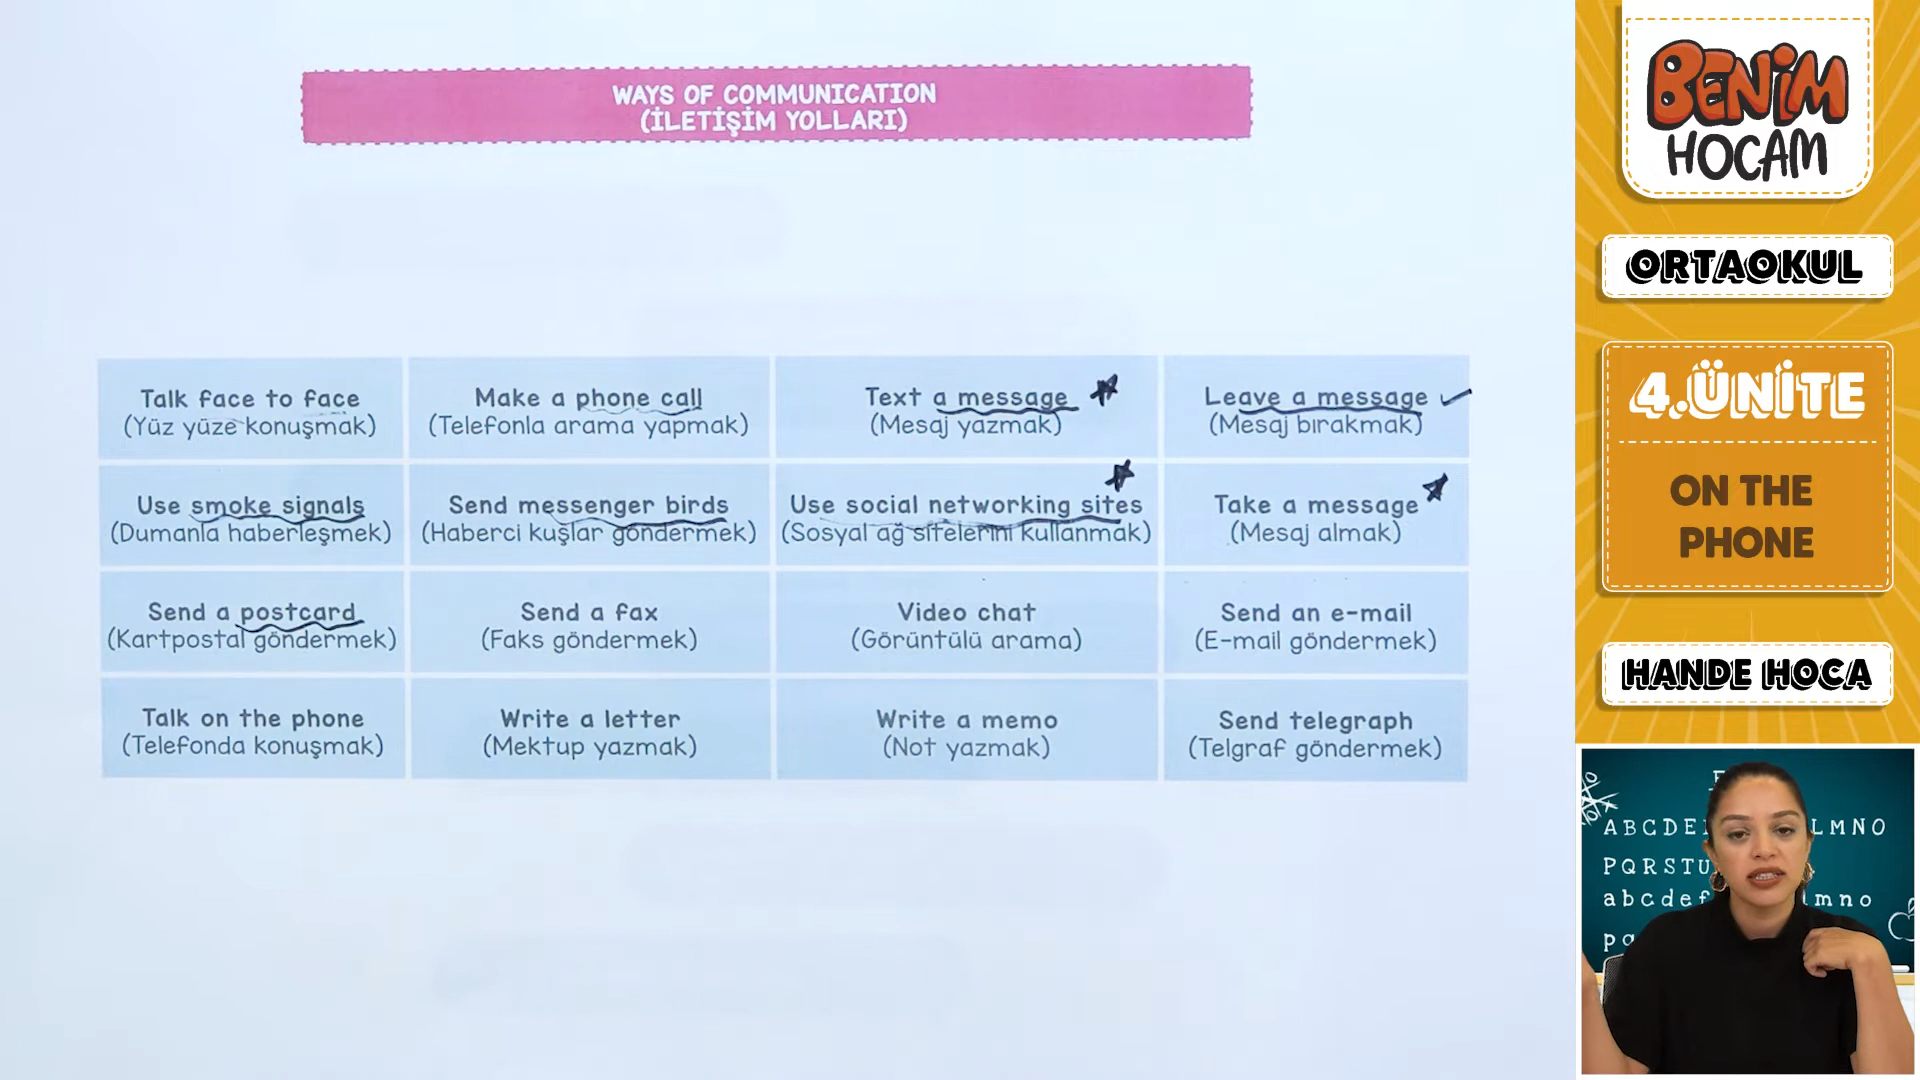 WAYS OF COMMUNICATION
(İLETİŞİM YOLLARI)
Talk face to face
(Yüz yüze konuşmak)
Make a phone call
(Telefonla arama yapmak)
Text a message
(Mesaj yazmak)
Leave a message
(Mesaj bırakmak)
Use smoke signals
(Dumanla haberleşmek)
Send messenger birds
(Haberci kuşlar göndermek)
Use social networking sites
(Sosyal ağ sitelerini kullanmak)
Take a message
(Mesaj almak)
Send a postcard
(Kartpostal göndermek)
Send a fax
(Faks göndermek)
Video chat
(Görüntülü arama)
Send an e-mail
(E-mail göndermek)
Talk on the phone
(Telefonda konuşmak)
Write a letter
(Mektup yazmak)
Write a memo
(Not yazmak)
Send telegraph
(Telgraf göndermek)
BENİM
HOCAM
ORTAOKUL
4.ÜNİTE
ON THE
PHONE
HANDE HOCA
A B C D E L M N O
P Q R S T U
a b c d e f l m n o
p q